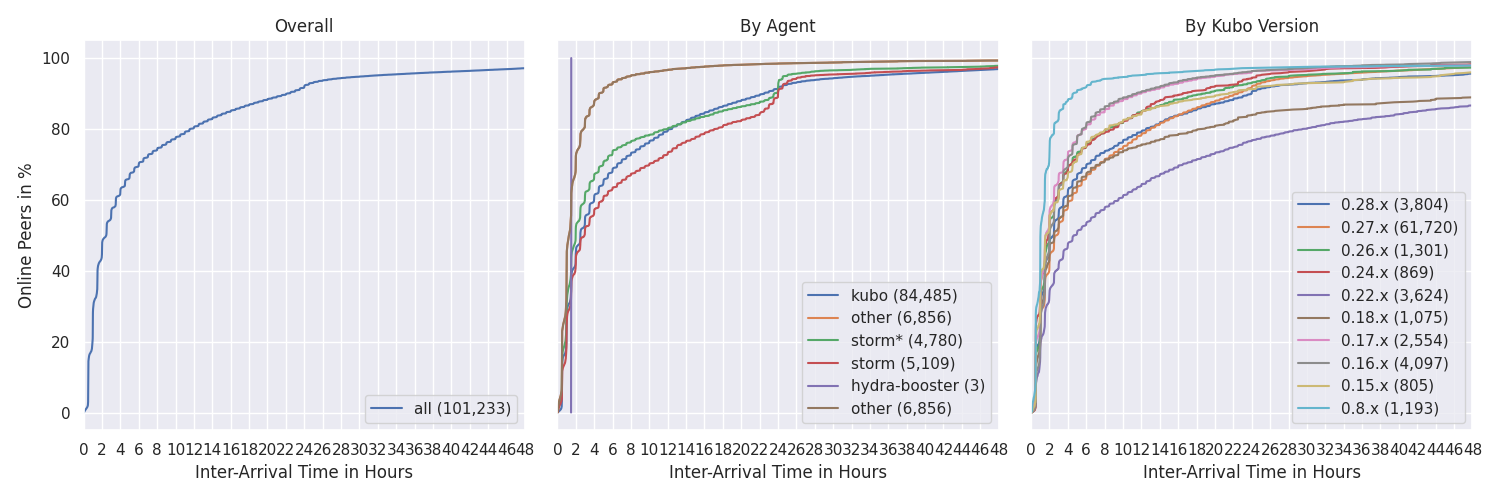 Overall
By Agent
By Kubo Version
Online Peers in %
100
80
60
40
20
0
all (101,233)
0 2 4 6 8 10 12 14 16 18 20 22 24 26 28 30 32 34 36 38 40 42 44 46 48
Inter-Arrival Time in Hours
kubo (84,485)
other (6,856)
storm* (4,780)
storm (5,109)
hydra-booster (3)
other (6,856)
0 2 4 6 8 10 12 14 16 18 20 22 24 26 28 30 32 34 36 38 40 42 44 46 48
Inter-Arrival Time in Hours
0.28.x (3,804)
0.27.x (61,720)
0.26.x (1,301)
0.24.x (869)
0.22.x (3,624)
0.18.x (1,075)
0.17.x (2,554)
0.16.x (4,097)
0.15.x (805)
0.8.x (1,193)
0 2 4 6 8 10 12 14 16 18 20 22 24 26 28 30 32 34 36 38 40 42 44 46 48
Inter-Arrival Time in Hours